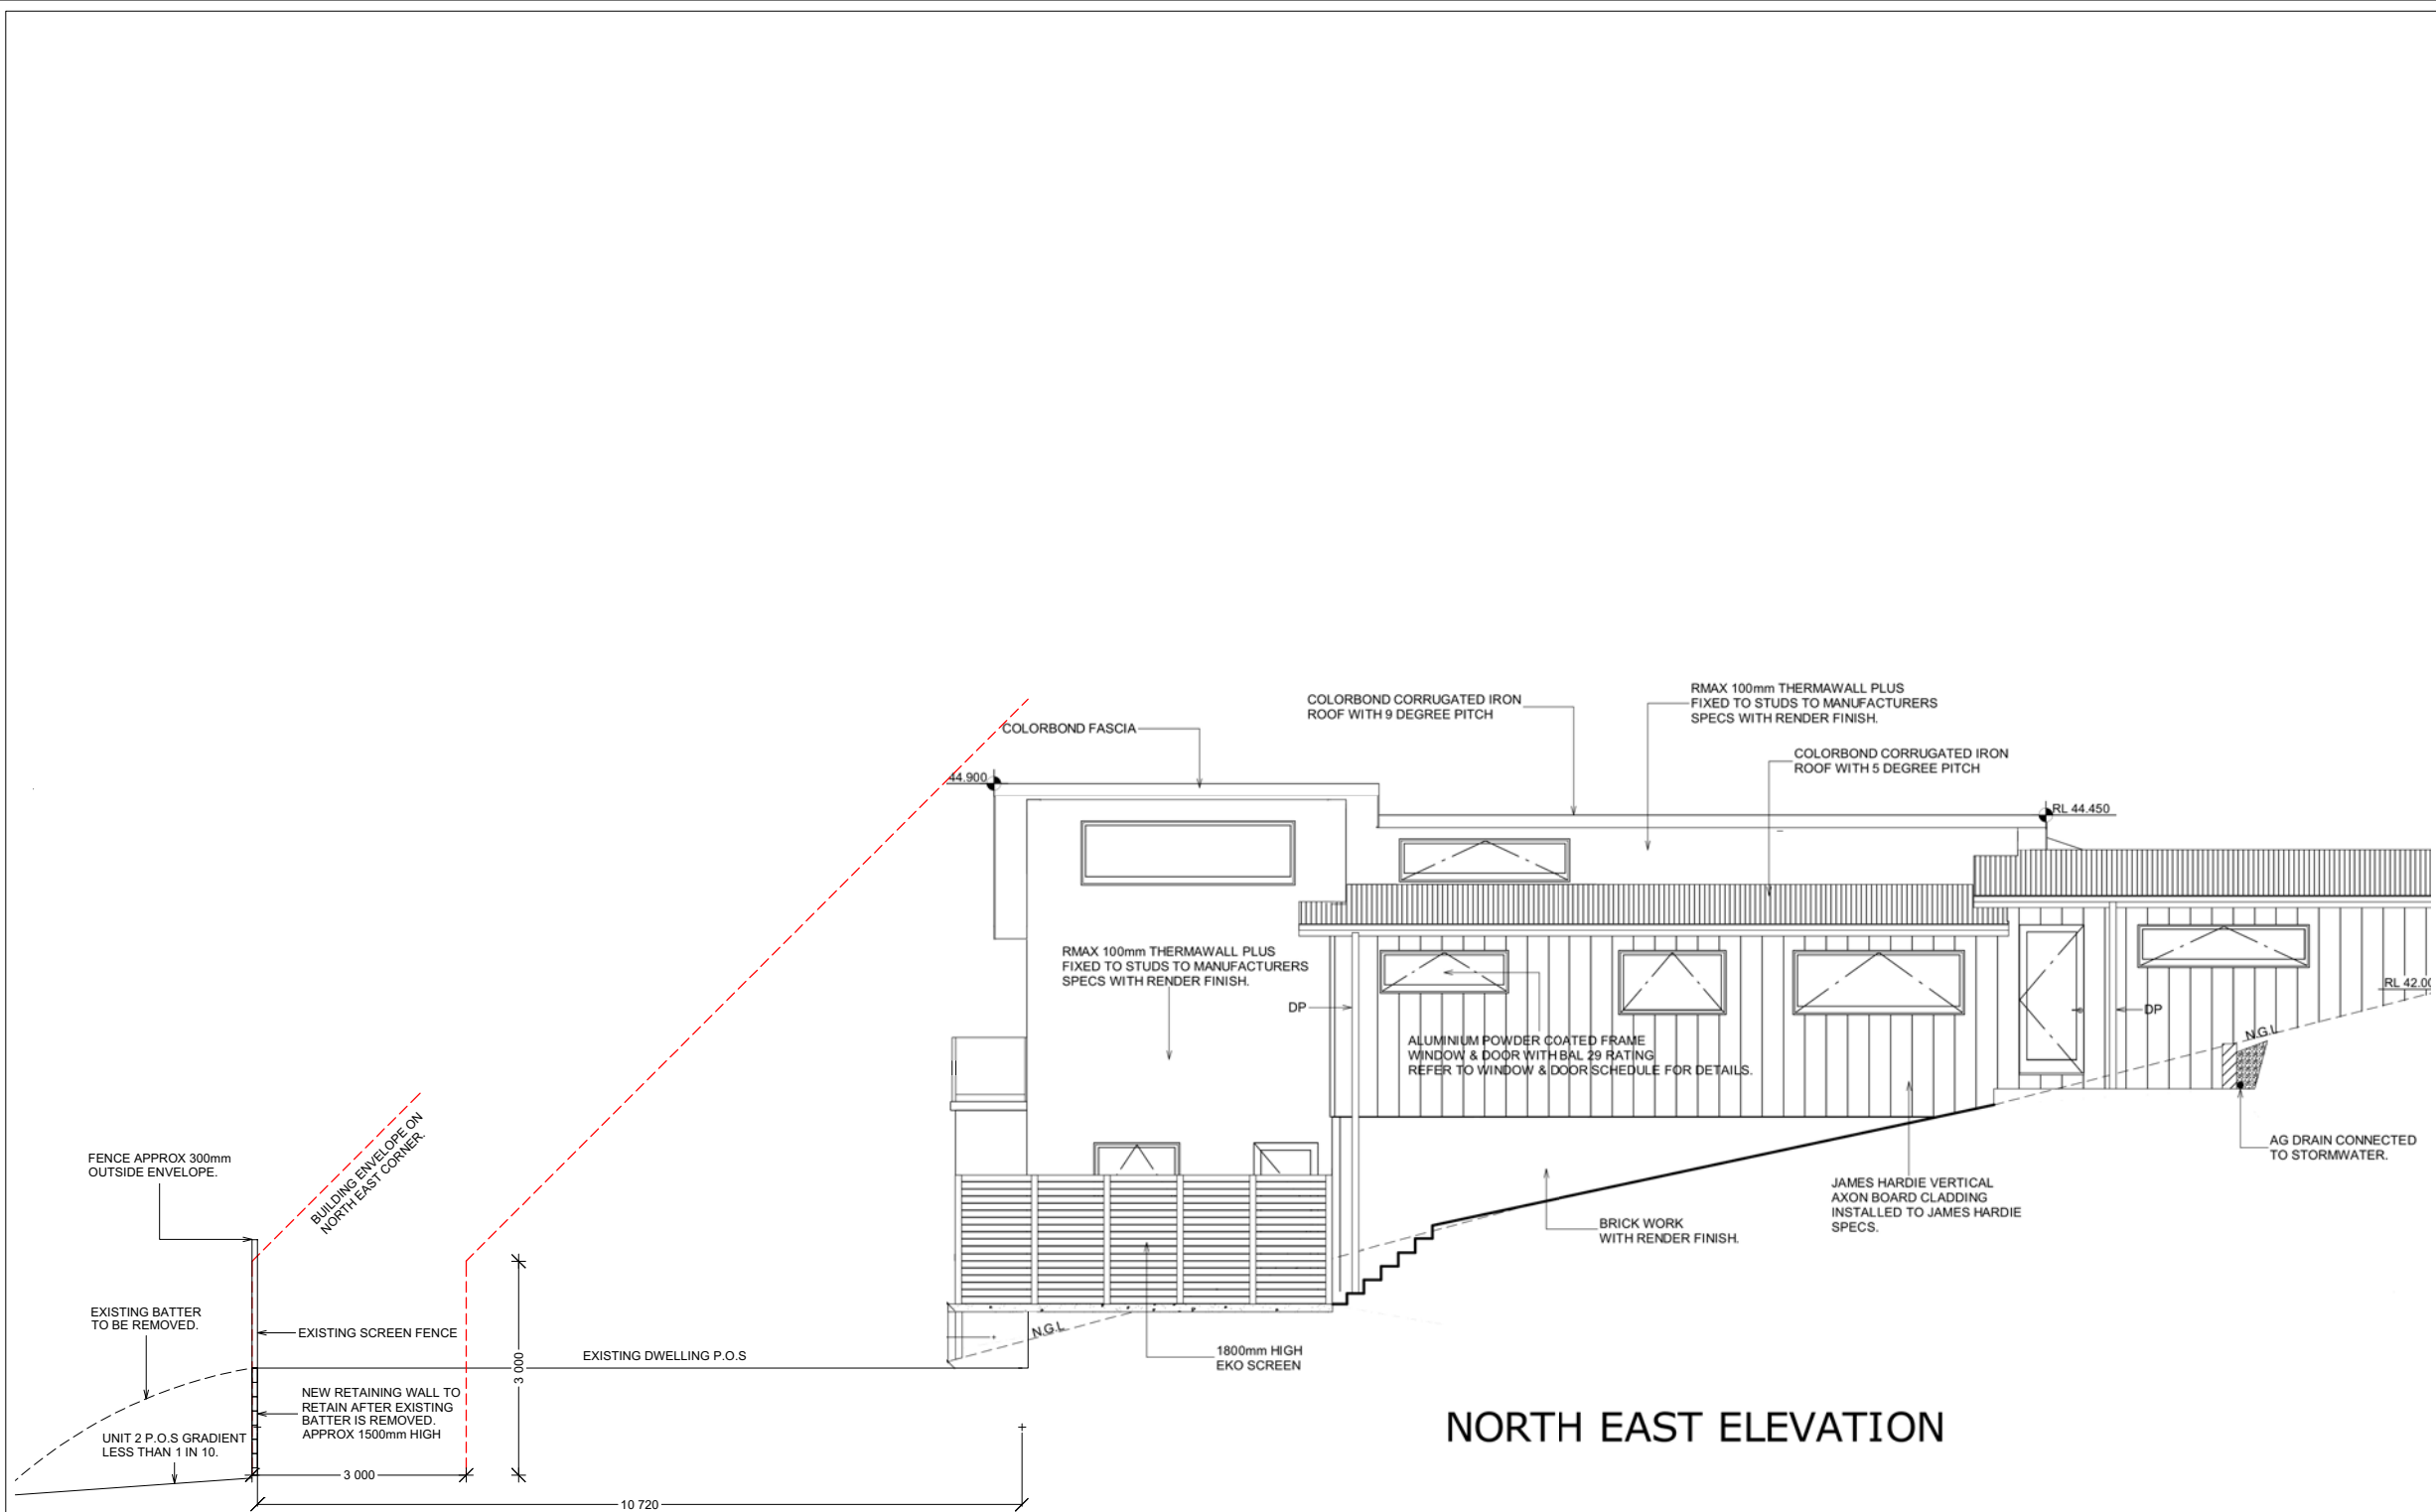 COLORBOND CORRUGATED IRON
ROOF WITH 9 DEGREE PITCH
RMAX 100mm THERMAWALL PLUS
FIXED TO STUDS TO MANUFACTURERS
SPECS WITH RENDER FINISH.
COLORBOND FASCIA
COLORBOND CORRUGATED IRON
ROOF WITH 5 DEGREE PITCH
44.900
RL 44.450
RMAX 100mm THERMAWALL PLUS
FIXED TO STUDS TO MANUFACTURERS
SPECS WITH RENDER FINISH.
DP
DP
RL 42.00
N.G.L
ALUMINIUM POWDER COATED FRAME
WINDOW & DOOR WITH BAL 29 RATING
REFER TO WINDOW & DOOR SCHEDULE FOR DETAILS.
BUILDING ENVELOPE ON
NORTH EAST CORNER.
FENCE APPROX 300mm
OUTSIDE ENVELOPE.
AG DRAIN CONNECTED
TO STORMWATER.
JAMES HARDIE VERTICAL
AXON BOARD CLADDING
INSTALLED TO JAMES HARDIE
SPECS.
BRICK WORK
WITH RENDER FINISH.
EXISTING BATTER
TO BE REMOVED.
EXISTING SCREEN FENCE
N.G.L
EXISTING DWELLING P.O.S
3 000
1800mm HIGH
EKO SCREEN
NEW RETAINING WALL TO
RETAIN AFTER EXISTING
BATTER IS REMOVED.
APPROX 1500mm HIGH
UNIT 2 P.O.S GRADIENT
LESS THAN 1 IN 10.
NORTH EAST ELEVATION
3 000
10 720